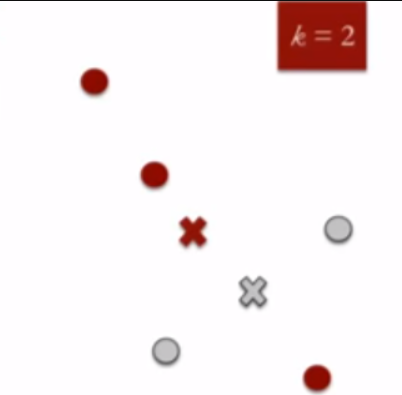 k = 2